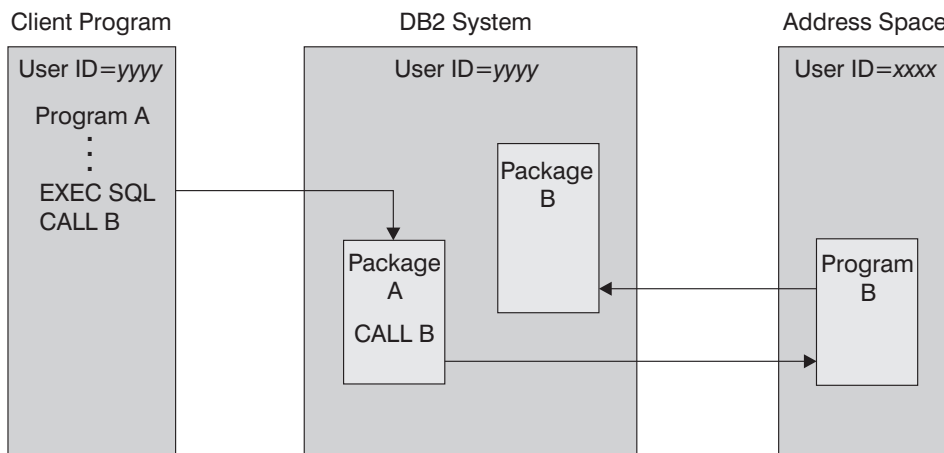 Client Program
DB2 System
Address Space
User ID=yyyy
User ID=yyyy
User ID=xxxx
Program A
.
.
.
EXEC SQL
CALL B
Package
B
Package
A
CALL B
Program
B